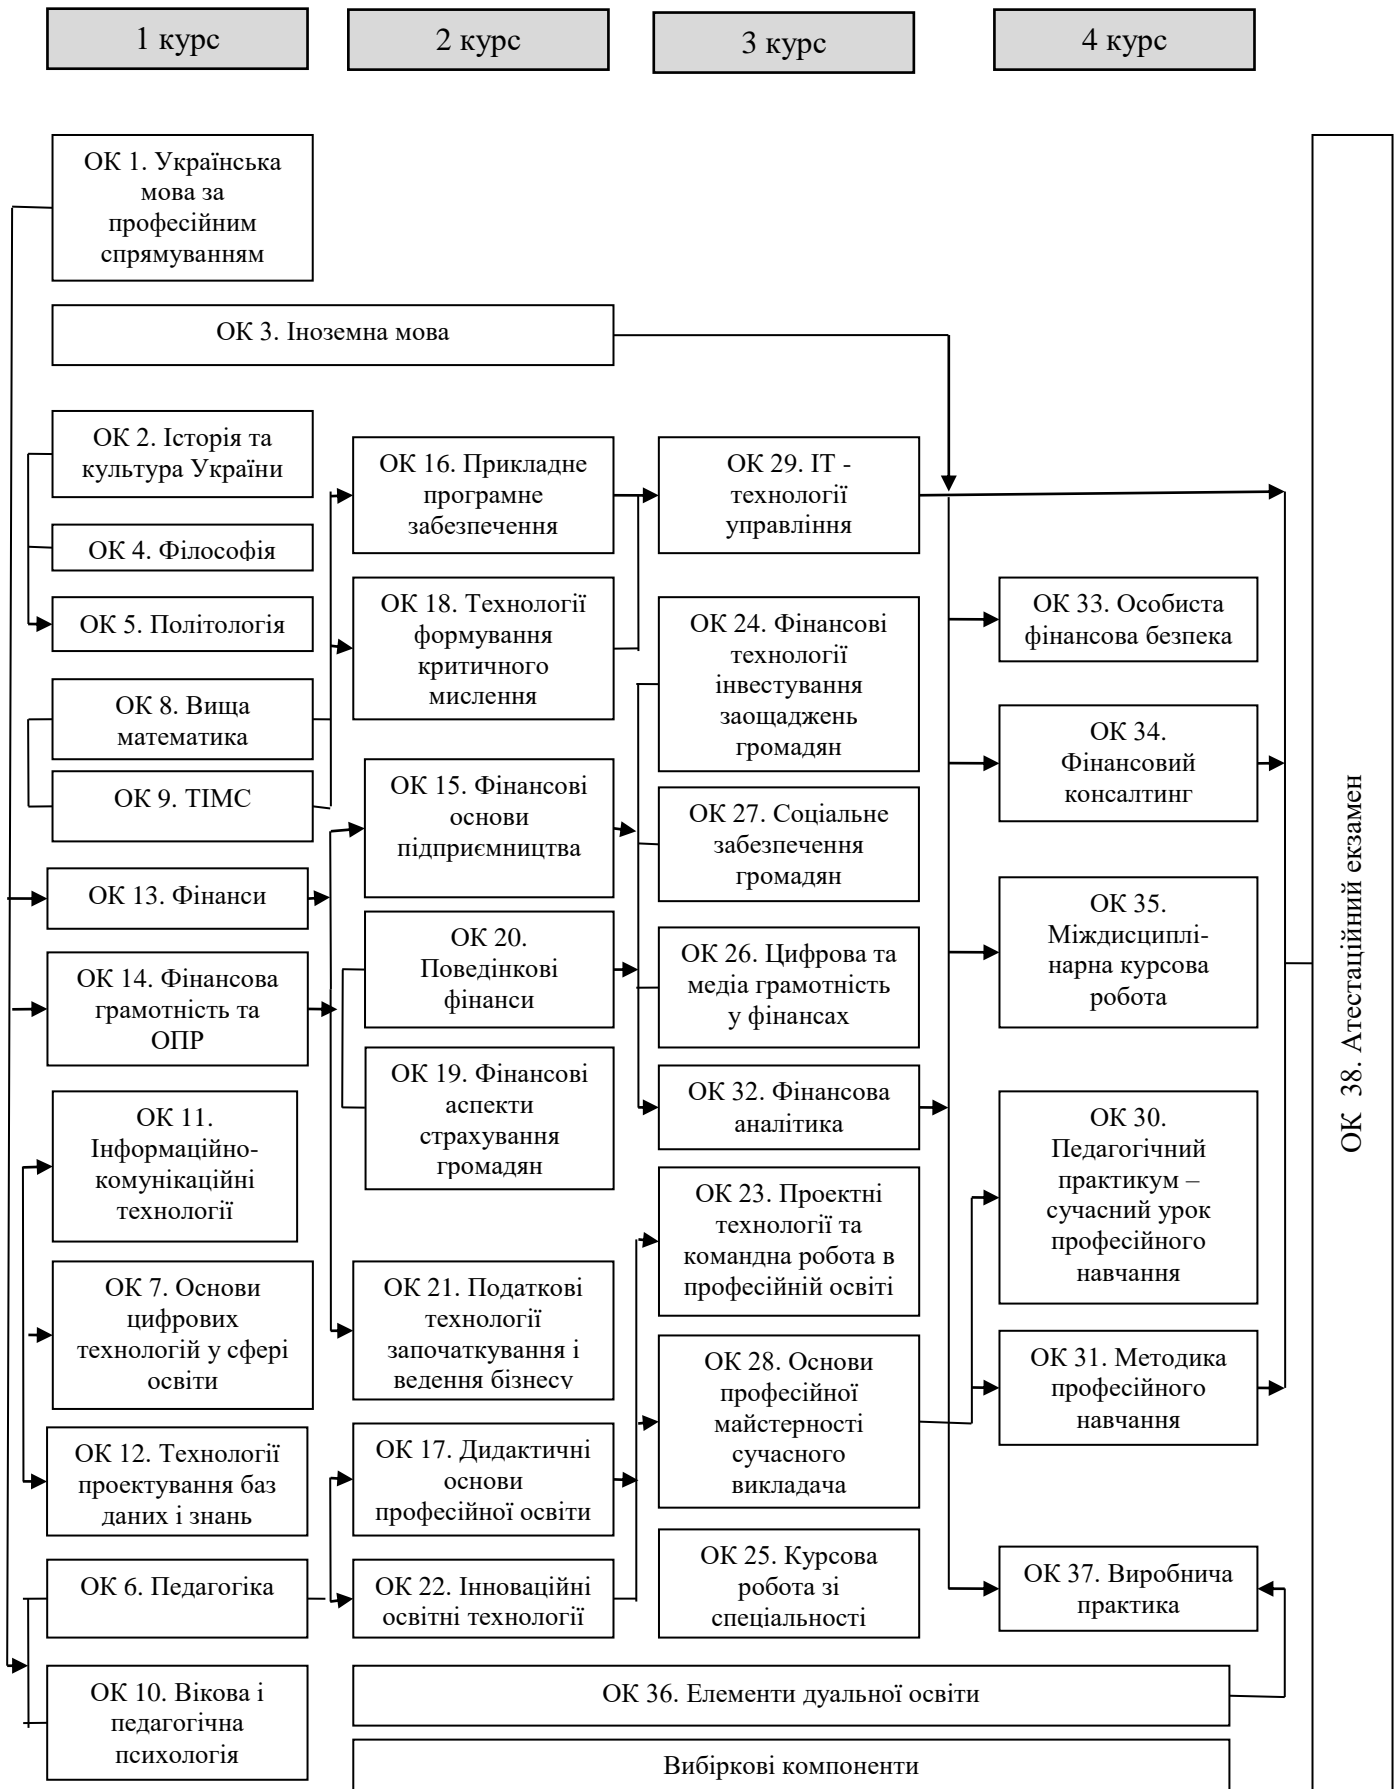 1 курс
2 курс
3 курс
4 курс
ОК 1. Українська
мова за
професійним
спрямуванням
ОК 3. Іноземна мова
ОК 2. Історія та
культура України
ОК 4. Філософія
ОК 5. Політологія
ОК 8. Вища
математика
ОК 9. ТІМС
ОК 13. Фінанси
ОК 14. Фінансова
грамотність та
ОПР
ОК 11.
Інформаційно-
комунікаційні
технології
ОК 7. Основи
цифрових
технологій у сфері
освіти
ОК 12. Технології
проектування баз
даних і знань
ОК 6. Педагогіка
ОК 10. Вікова і
педагогічна
психологія
ОК 16. Прикладне
програмне
забезпечення
ОК 18. Технології
формування
критичного
мислення
ОК 15. Фінансові
основи
підприємництва
ОК 20.
Поведінкові
фінанси
ОК 19. Фінансові
аспекти
страхування
громадян
ОК 21. Податкові
технології
започаткування і
ведення бізнесу
ОК 17. Дидактичні
основи
професійної освіти
ОК 22. Інноваційні
освітні технології
ОК 29. ІТ -
технології
управління
ОК 24. Фінансові
технології
інвестування
заощаджень
громадян
ОК 27. Соціальне
забезпечення
громадян
ОК 26. Цифрова та
медіа грамотність
у фінансах
ОК 32. Фінансова
аналітика
ОК 23. Проектні
технології та
командна робота в
професійній освіті
ОК 28. Основи
професійної
майстерності
сучасного
викладача
ОК 25. Курсова
робота зі
спеціальності
ОК 33. Особиста
фінансова безпека
ОК 34.
Фінансовий
консалтинг
ОК 35.
Міждисциплі-
нарна курсова
робота
ОК 30.
Педагогічний
практикум –
сучасний урок
професійного
навчання
ОК 31. Методика
професійного
навчання
ОК 37. Виробнича
практика
ОК 36. Елементи дуальної освіти
Вибіркові компоненти
ОК 38. Атестаційний екзамен